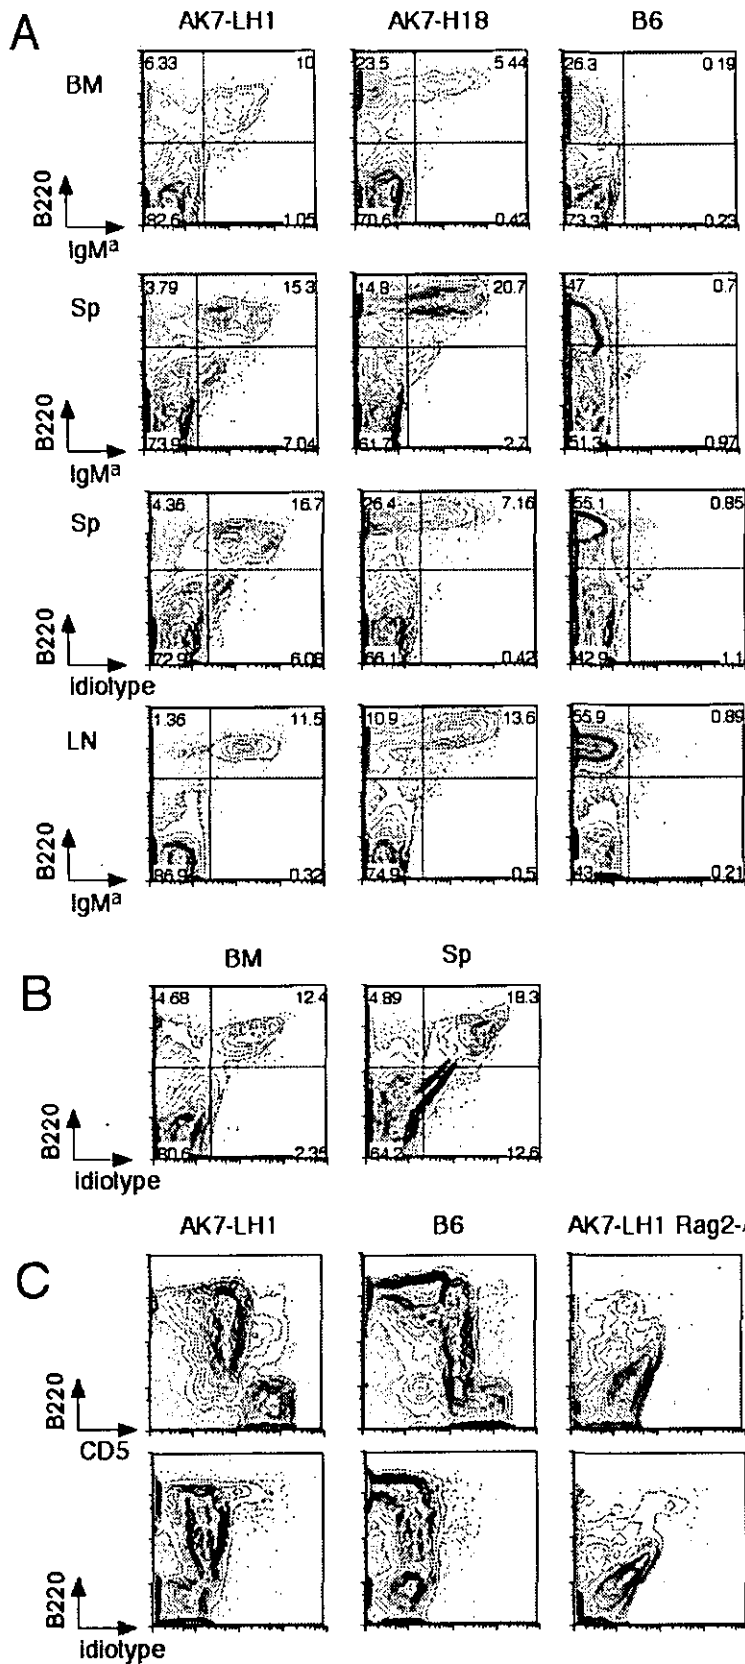 A
AK7-LH1 AK7-H18 B6
BM
6.33 10 23.5 5.44 26.3 0.19
B220
82.6 1.05 70.6 0.42 73.3 0.23
IgMa
Sp
3.79 15.3 14.8 20.7 47 0.7
B220
73.9 7.04 61.7 2.7 51.3 0.97
IgMa
Sp
4.36 16.7 26.4 7.16 55.1 0.85
B220
72.9 6.08 66.1 0.42 42.9 1.1
idiotype
LN
1.36 11.5 10.9 13.6 55.9 0.89
B220
86.9 0.32 74.9 0.5 43 0.21
IgMa
B
BM Sp
4.68 12.4 4.89 18.3
B220
80.6 2.35 64.2 12.6
idiotype
C
AK7-LH1 B6 AK7-LH1 Rag2-/
B220
CD5
B220
idiotype